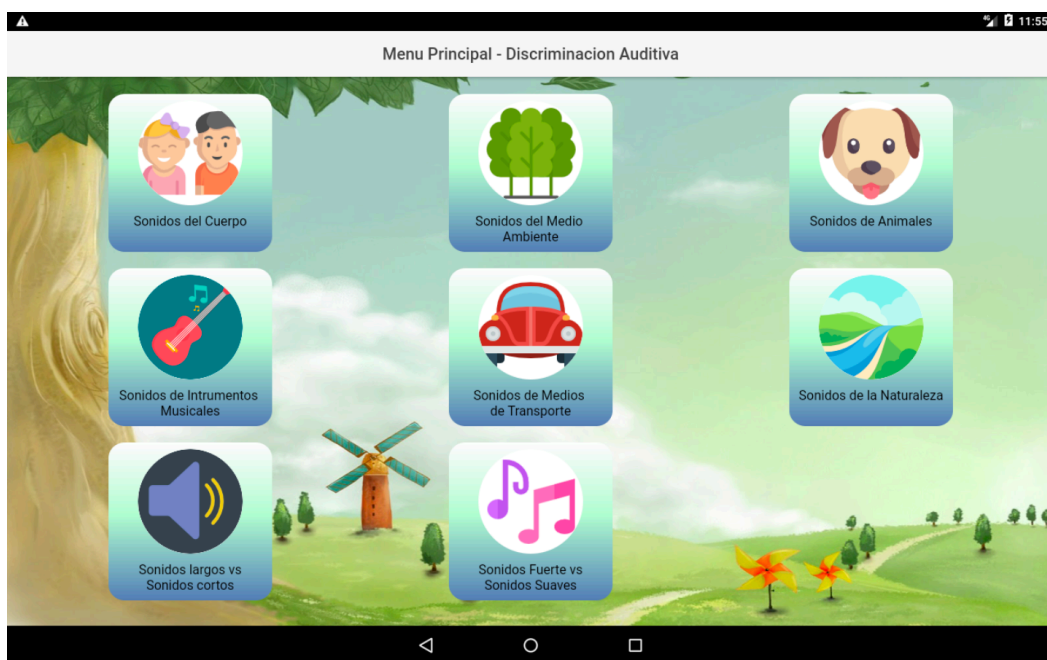 4G 11:55
Menu Principal - Discriminacion Auditiva
Sonidos del Cuerpo
Sonidos del Medio
Ambiente
Sonidos de Animales
Sonidos de Intrumentos
Musicales
Sonidos de Medios
de Transporte
Sonidos de la Naturaleza
Sonidos largos vs
Sonidos cortos
Sonidos Fuerte vs
Sonidos Suaves